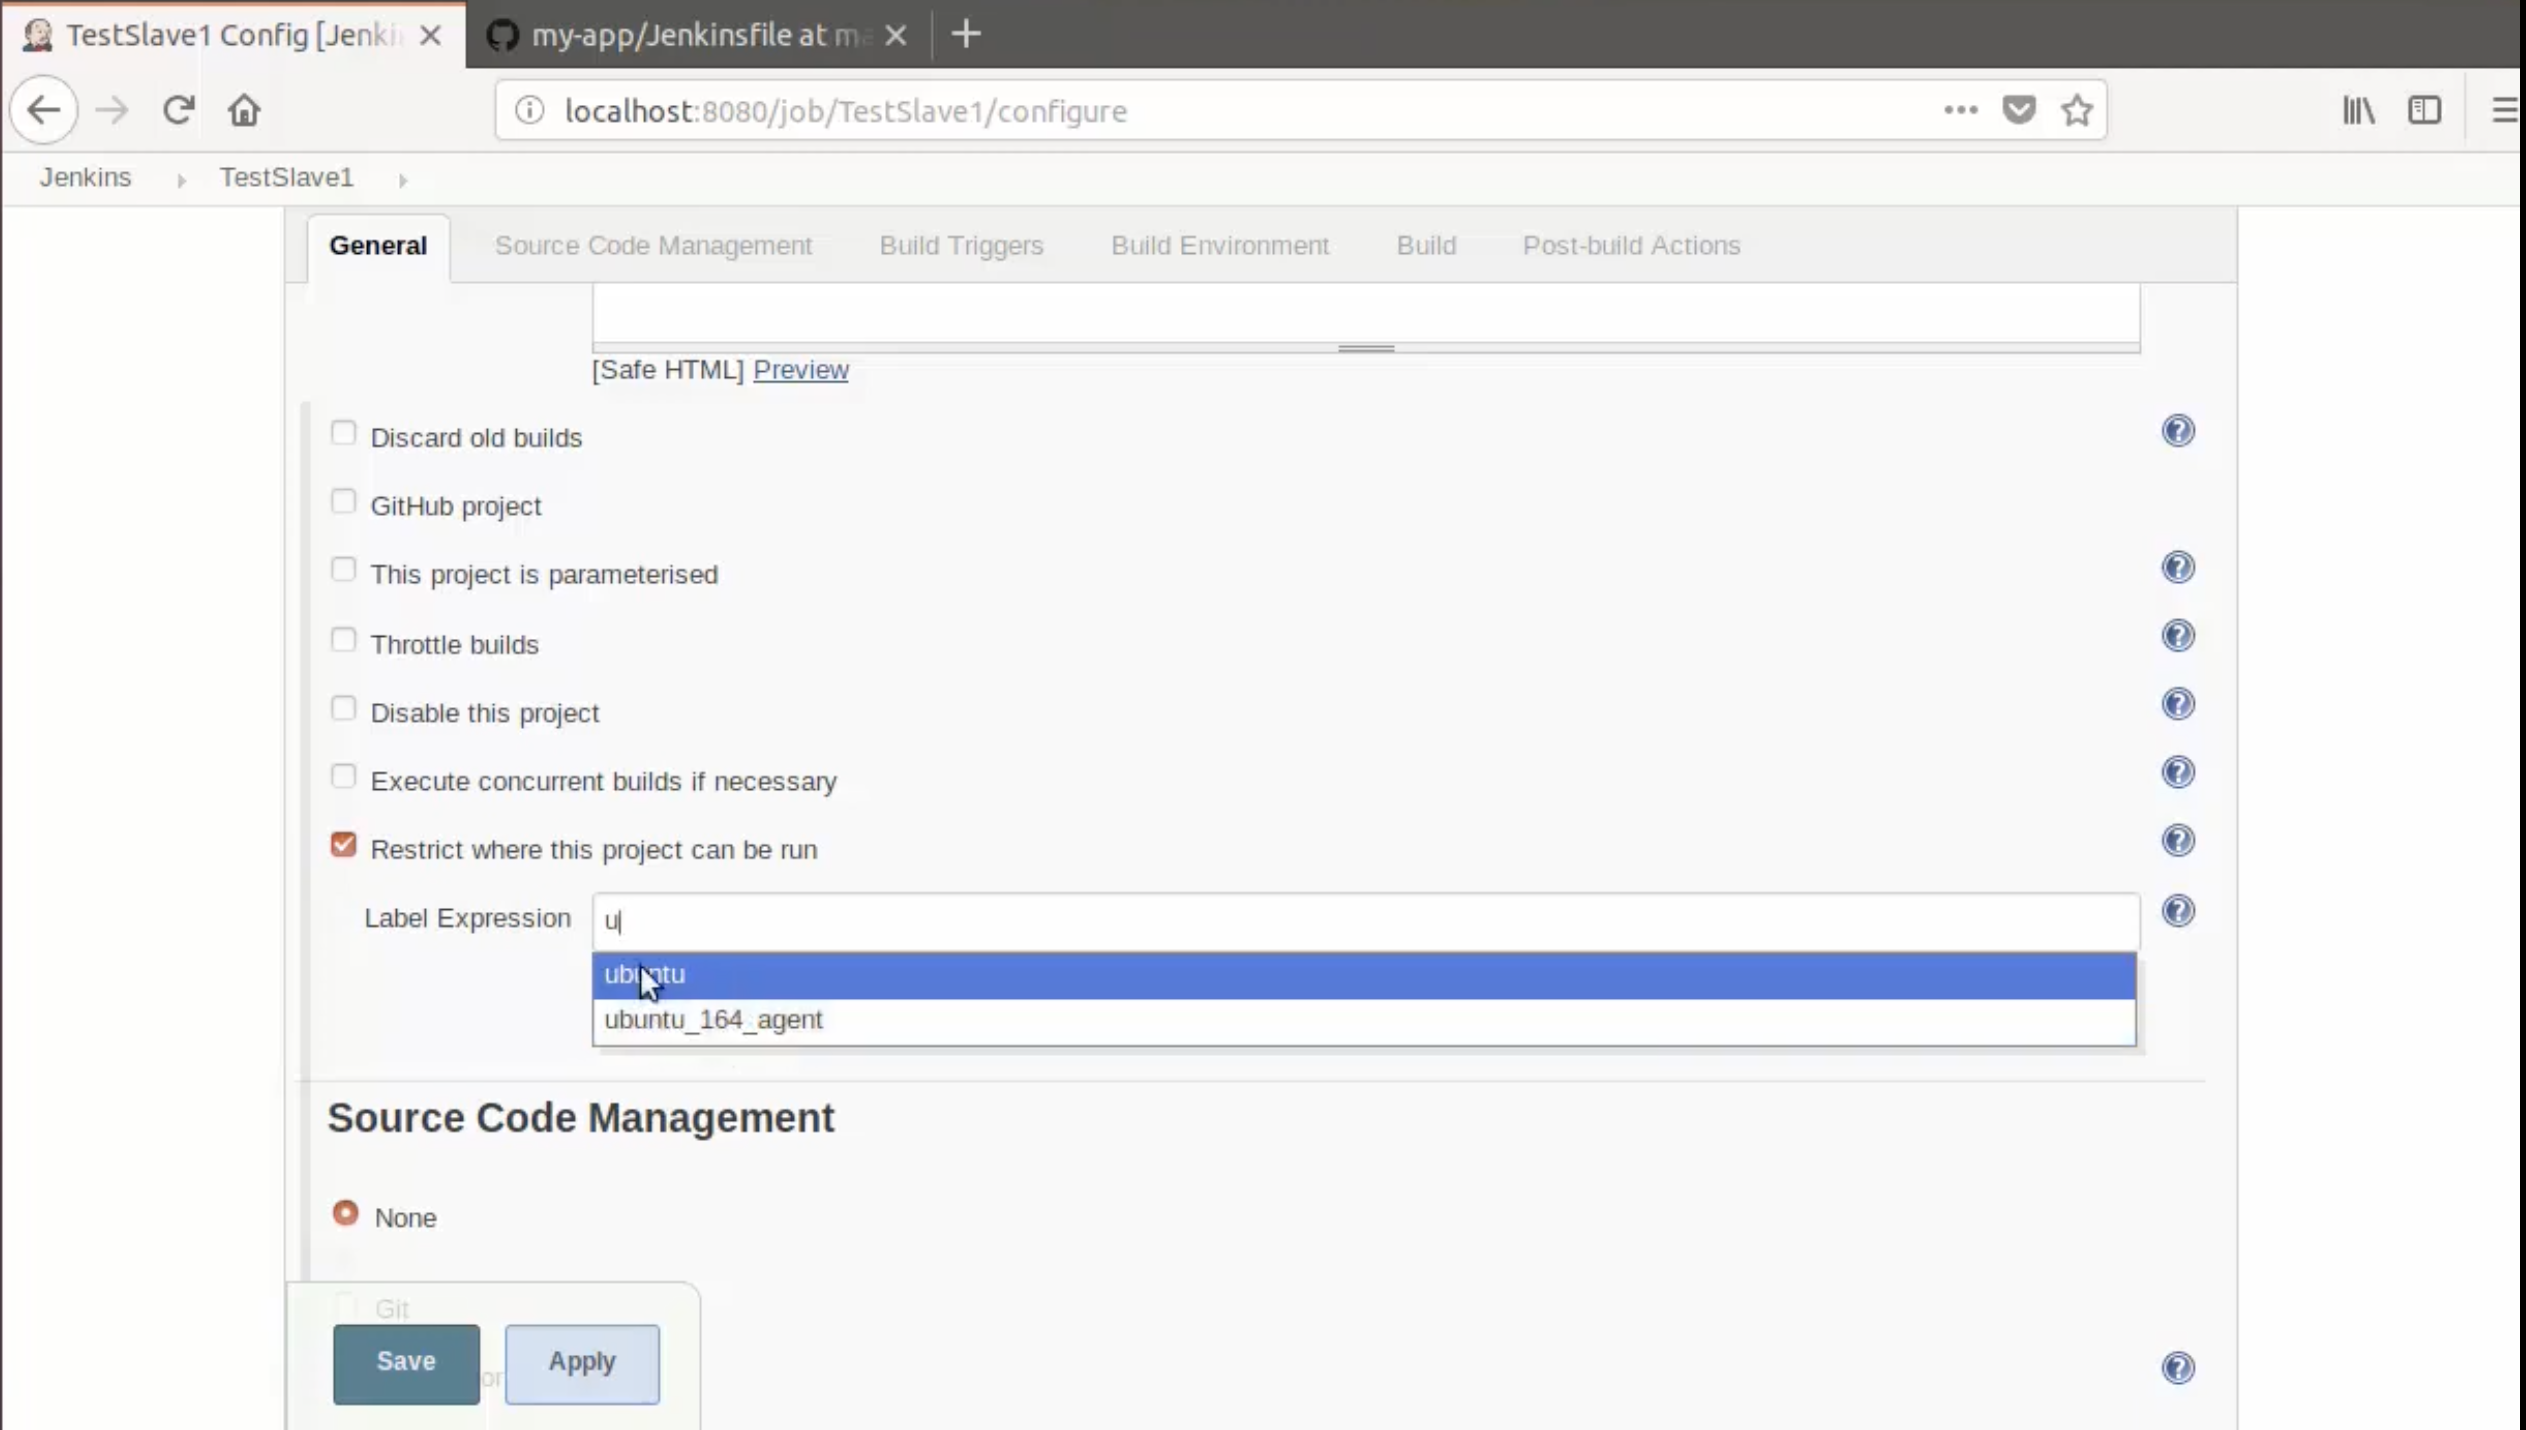 TestSlave1 Config [Jenki
my-app/Jenkinsfile at ma
localhost:8080/job/TestSlave1/configure
Jenkins TestSlave1
General Source Code Management Build Triggers Build Environment Build Post-build Actions
[Safe HTML] Preview
Discard old builds
GitHub project
This project is parameterised
Throttle builds
Disable this project
Execute concurrent builds if necessary
Restrict where this project can be run
Label Expression u
ubuntu
ubuntu_164_agent
Source Code Management
None
Git
Save Apply